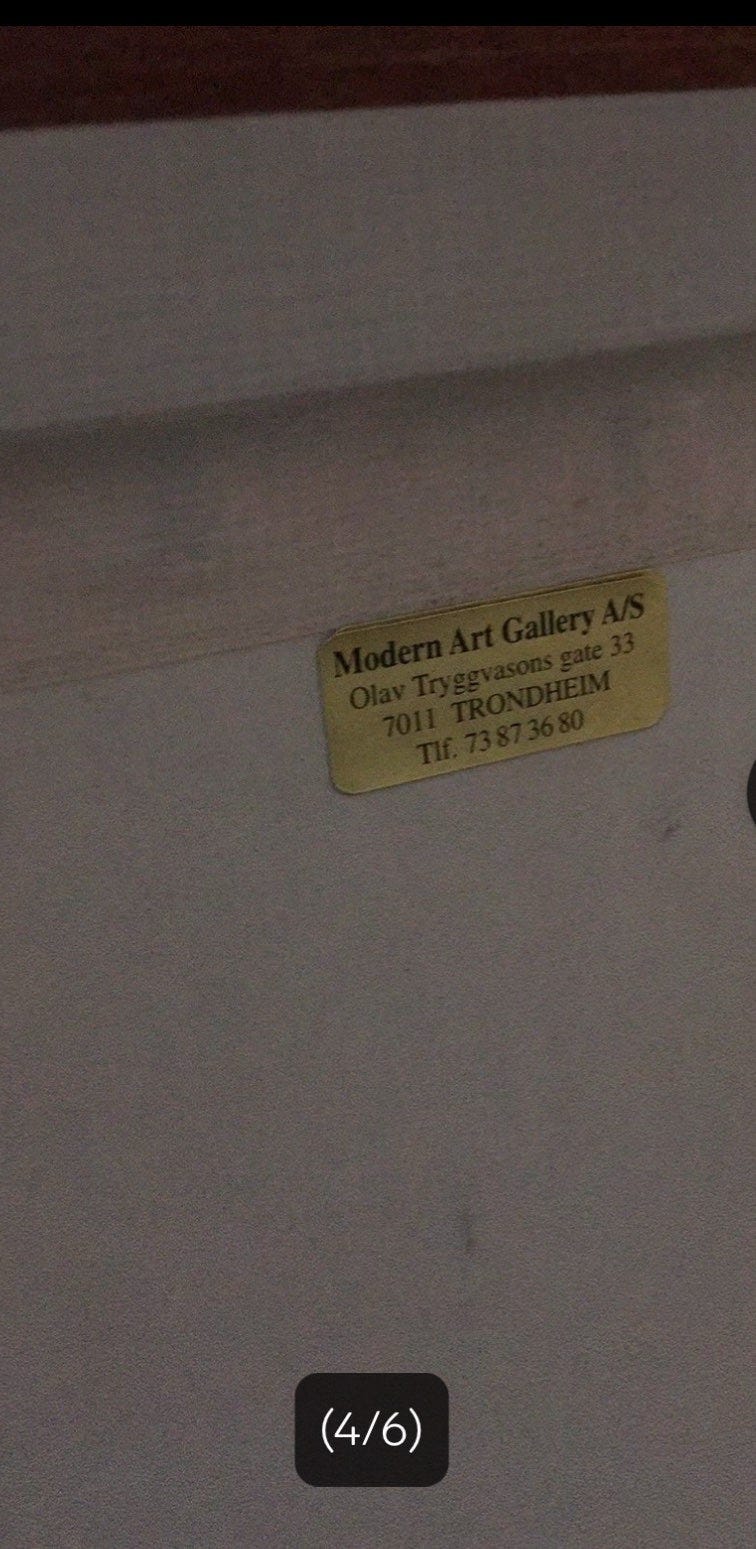 Modern Art Gallery A/S
Olav Tryggvasons gate 33
7011 TRONDHEIM
Tlf. 73 87 36 80
(4/6)